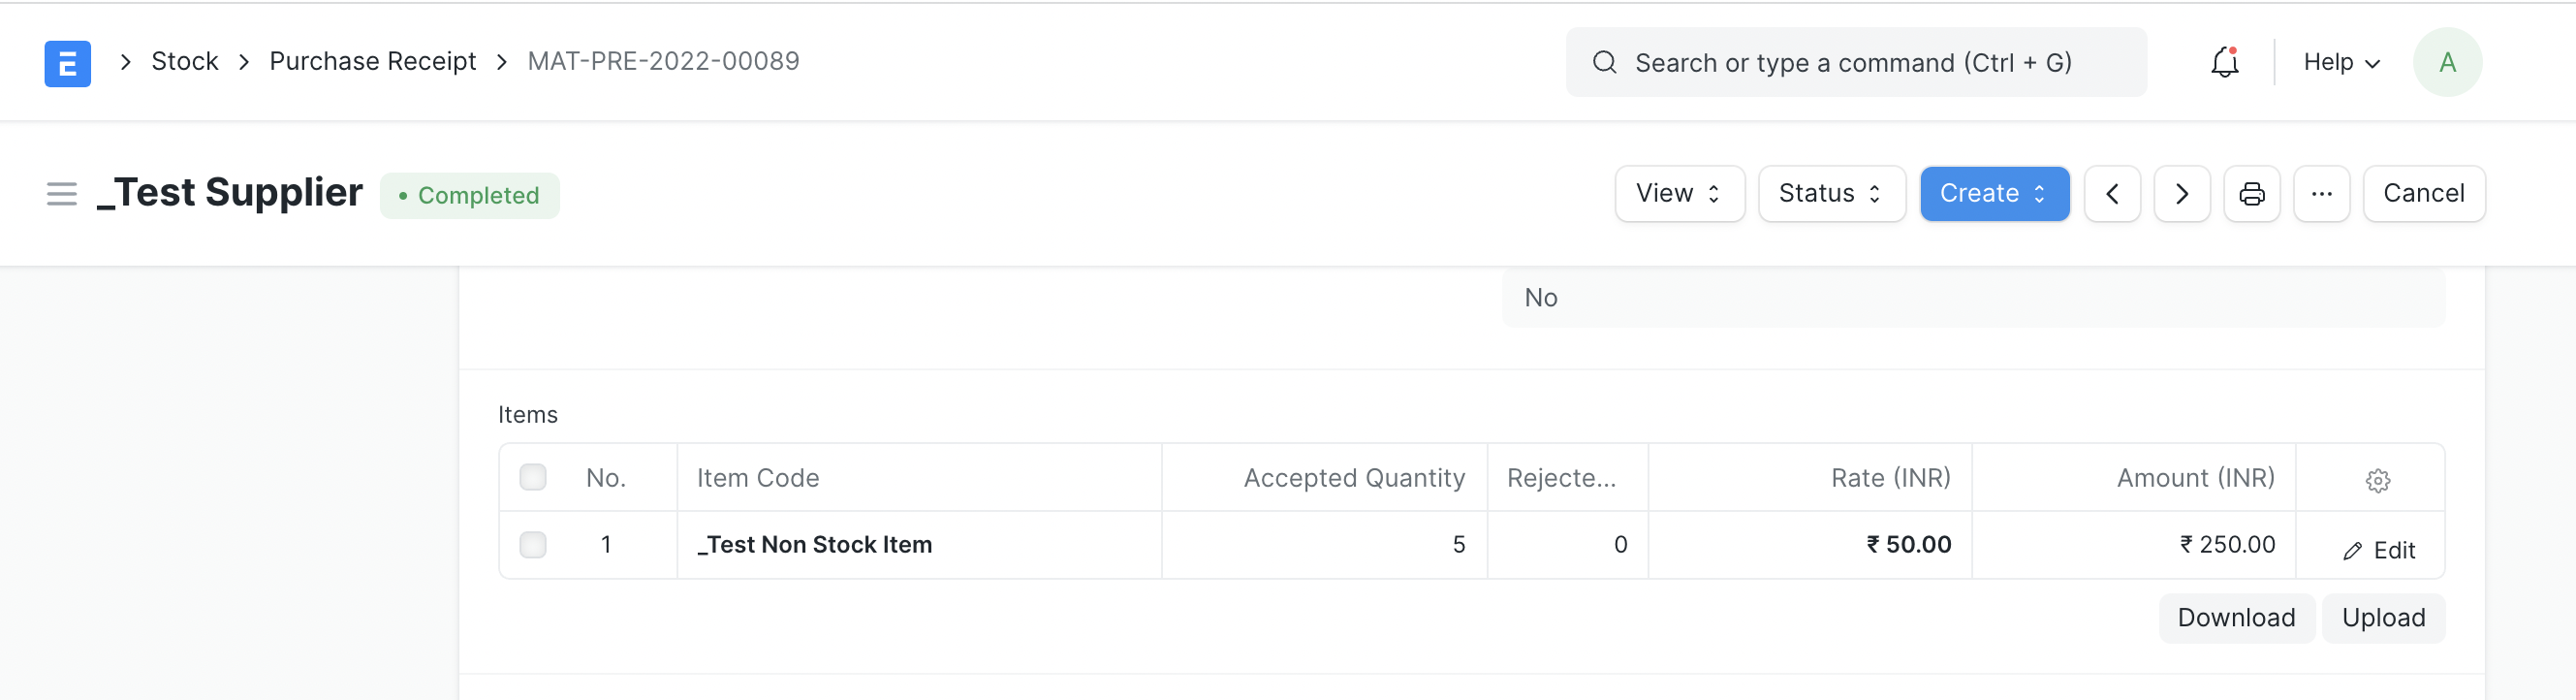 E Stock Purchase Receipt MAT-PRE-2022-00089 Search or type a command (Ctrl + G) Help A
_Test Supplier Completed View Status Create ... Cancel
No
Items
No. Item Code Accepted Quantity Rejecte... Rate (INR) Amount (INR)
1 _Test Non Stock Item 5 0 ₹ 50.00 ₹ 250.00 Edit
Download Upload